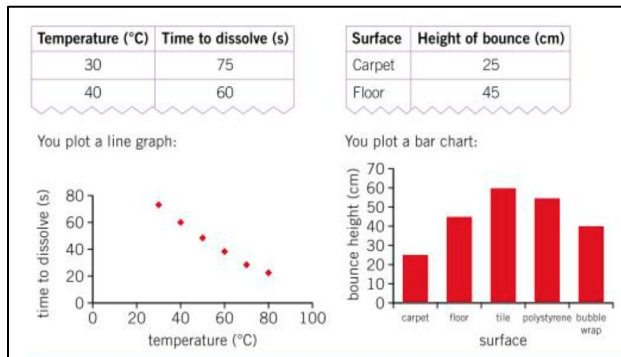 Temperature (°C) Time to dissolve (s)
30 75
40 60
Surface Height of bounce (cm)
Carpet 25
Floor 45
You plot a line graph:
time to dissolve (s)
80
60
40
20
0
0 20 40 60 80 100
temperature (°C)
You plot a bar chart:
bounce height (cm)
70
60
50
40
30
20
10
0
carpet floor tile polystyrene bubble
wrap
surface